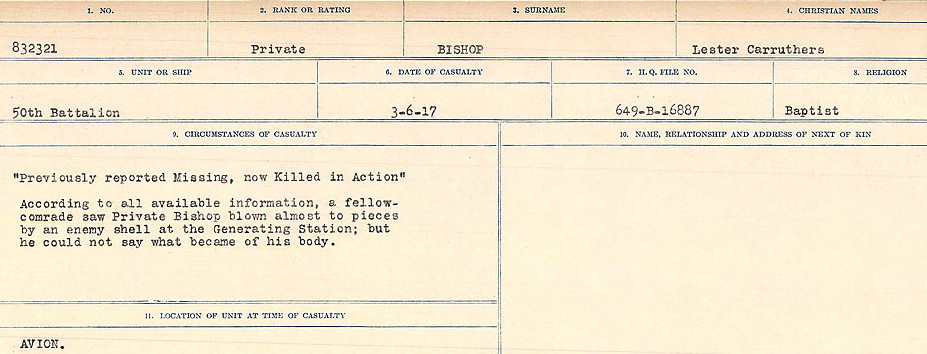 1. NO. 2. RANK OR RATING 3. SURNAME 4. CHRISTIAN NAMES
832321 Private BISHOP Lester Carruthers
5. UNIT OR SHIP 6. DATE OF CASUALTY 7. H.Q. FILE NO. 8. RELIGION
50th Battalion 3-6-17 649-B-16887 Baptist
9. CIRCUMSTANCES OF CASUALTY
"Previously reported Missing, now Killed in Action"
According to all available information, a fellow-
comrade saw Private Bishop blown almost to pieces
by an enemy shell at the Generating Station; but
he could not say what became of his body.
10. NAME, RELATIONSHIP AND ADDRESS OF NEXT OF KIN
11. LOCATION OF UNIT AT TIME OF CASUALTY
AVION.